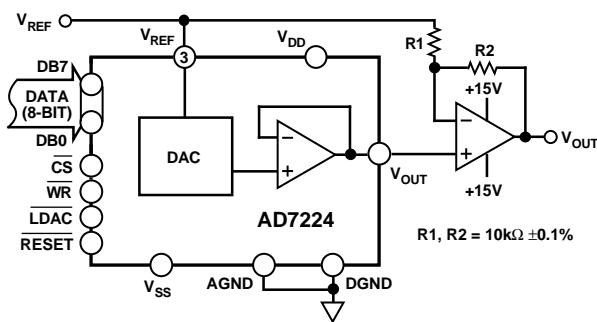 VREF
VREF
3
VDD
R1
R2
DB7
DATA
(8-BIT)
DB0
+15V
−
+
+15V
VOUT
DAC
−
+
VOUT
CS
WR
LDAC
RESET
AD7224
R1, R2 = 10kΩ ±0.1%
VSS
AGND
DGND